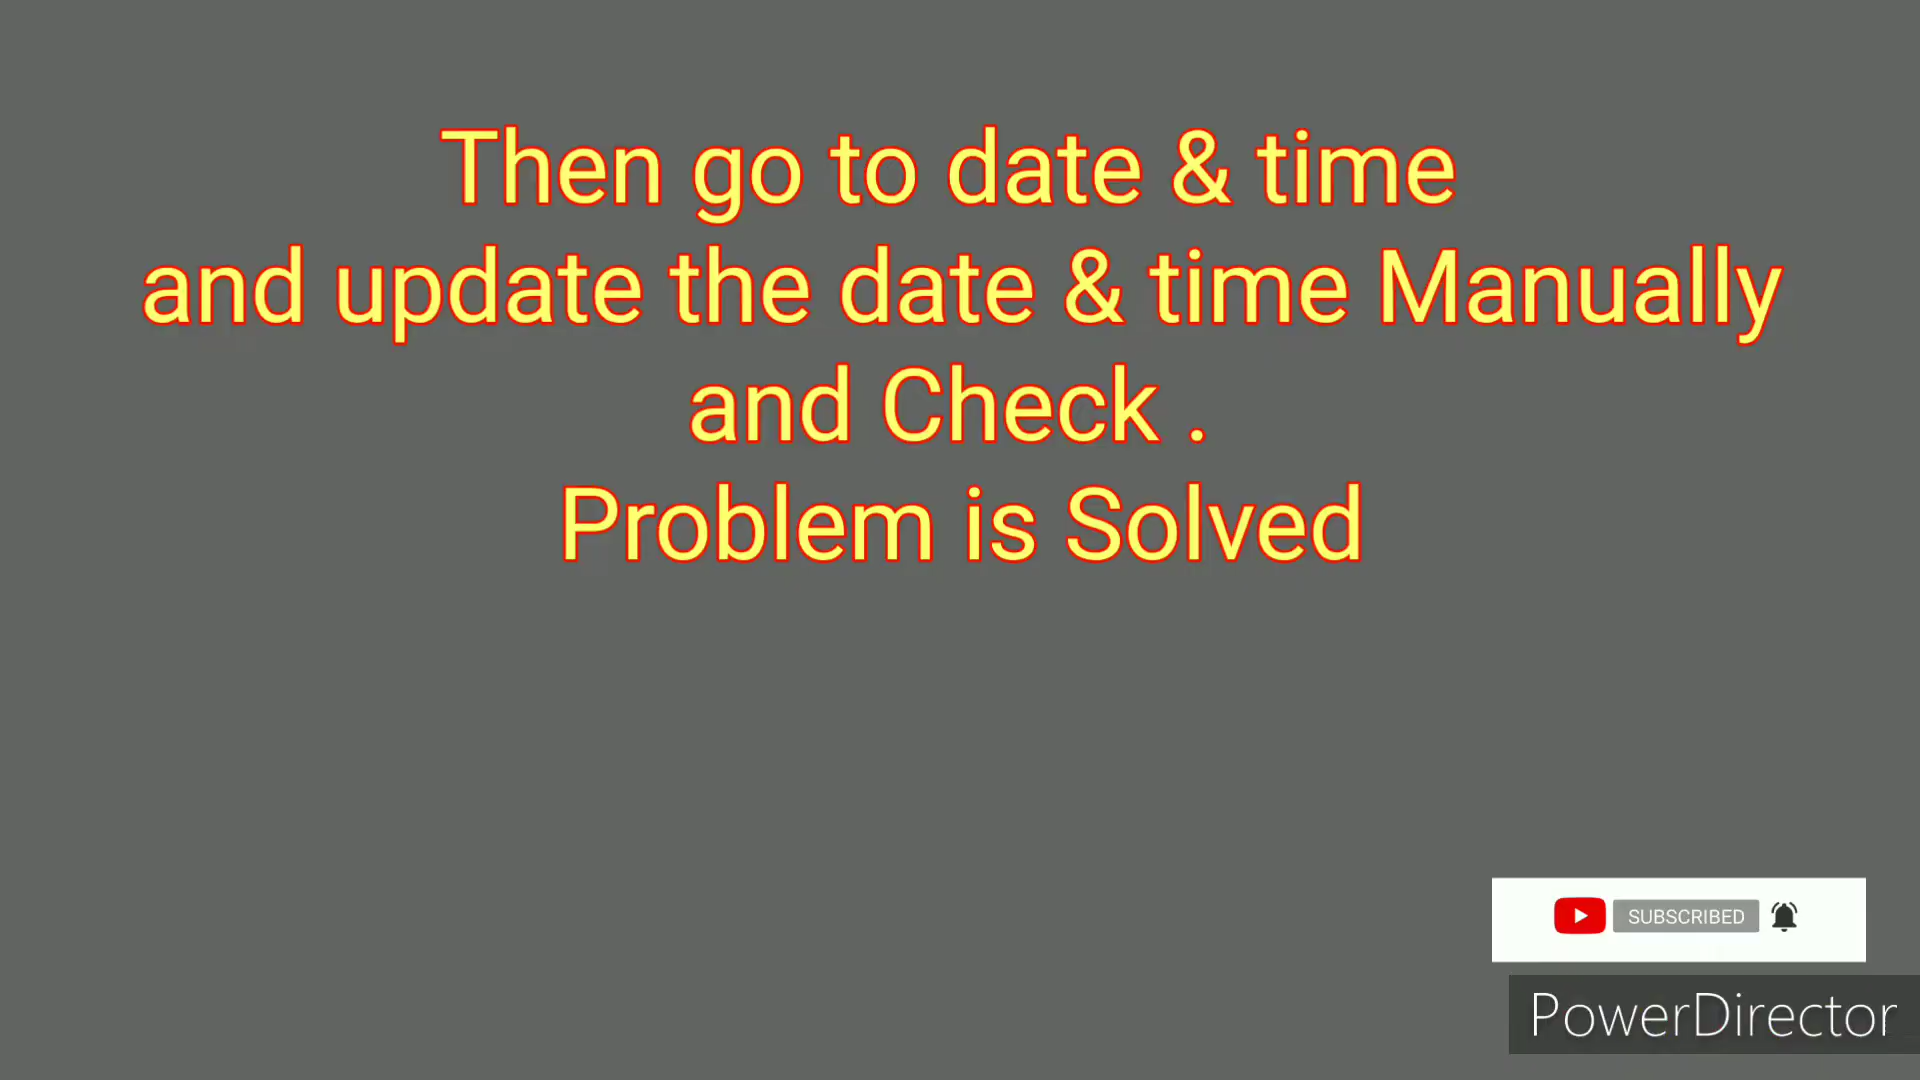 Then go to date & time
and update the date & time Manually
and Check .
Problem is Solved
SUBSCRIBED
PowerDirector